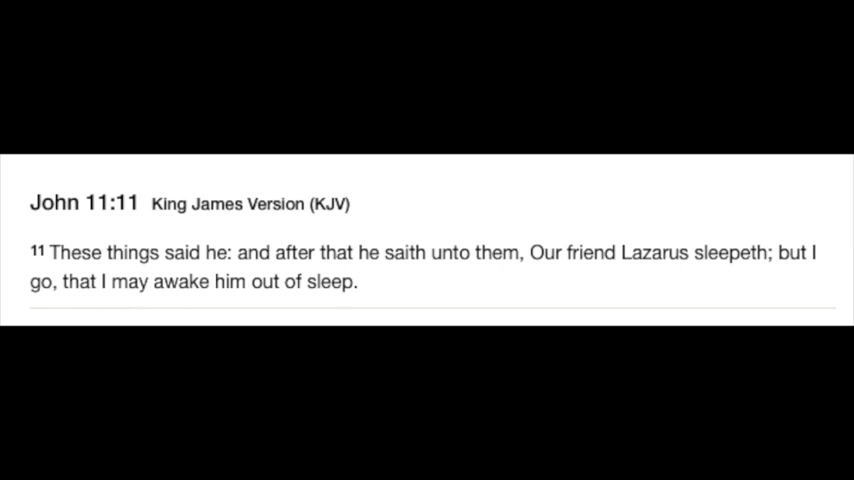 John 11:11 King James Version (KJV)
11 These things said he: and after that he saith unto them, Our friend Lazarus sleepeth; but I
go, that I may awake him out of sleep.